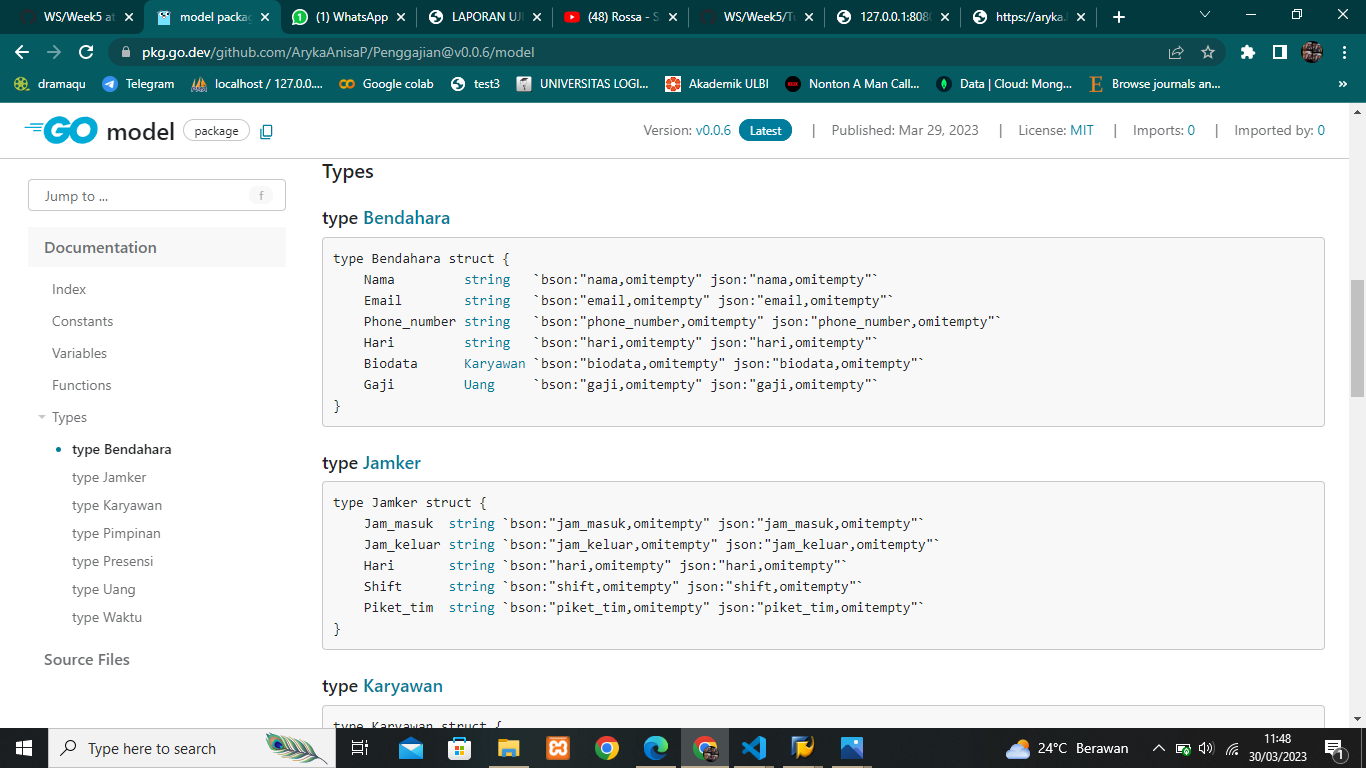 WS/Week5 at
model packag
(1) WhatsApp
LAPORAN UJI
(48) Rossa - S
WS/Week5/T
127.0.0.1:8080
https://aryka.
pkg.go.dev/github.com/ArykaAnisaP/Penggajian@v0.0.6/model
dramaqu
Telegram
localhost / 127.0.0....
Google colab
test3
UNIVERSITAS LOGI...
Akademik ULBI
Nonton A Man Call...
Data | Cloud: Mong...
Browse journals an...
»
GO model package
Version: v0.0.6 Latest | Published: Mar 29, 2023 | License: MIT | Imports: 0 | Imported by: 0
Jump to ... f
Documentation
Index
Constants
Variables
Functions
Types
type Bendahara
type Jamker
type Karyawan
type Pimpinan
type Presensi
type Uang
type Waktu
Source Files
Types
type Bendahara
type Bendahara struct {
Nama string `bson:"nama,omitempty" json:"nama,omitempty"`
Email string `bson:"email,omitempty" json:"email,omitempty"`
Phone_number string `bson:"phone_number,omitempty" json:"phone_number,omitempty"`
Hari string `bson:"hari,omitempty" json:"hari,omitempty"`
Biodata Karyawan `bson:"biodata,omitempty" json:"biodata,omitempty"`
Gaji Uang `bson:"gaji,omitempty" json:"gaji,omitempty"`
}
type Jamker
type Jamker struct {
Jam_masuk string `bson:"jam_masuk,omitempty" json:"jam_masuk,omitempty"`
Jam_keluar string `bson:"jam_keluar,omitempty" json:"jam_keluar,omitempty"`
Hari string `bson:"hari,omitempty" json:"hari,omitempty"`
Shift string `bson:"shift,omitempty" json:"shift,omitempty"`
Piket_tim string `bson:"piket_tim,omitempty" json:"piket_tim,omitempty"`
}
type Karyawan
type Karyawan struct {
Type here to search
24°C Berawan
11:48
30/03/2023
1